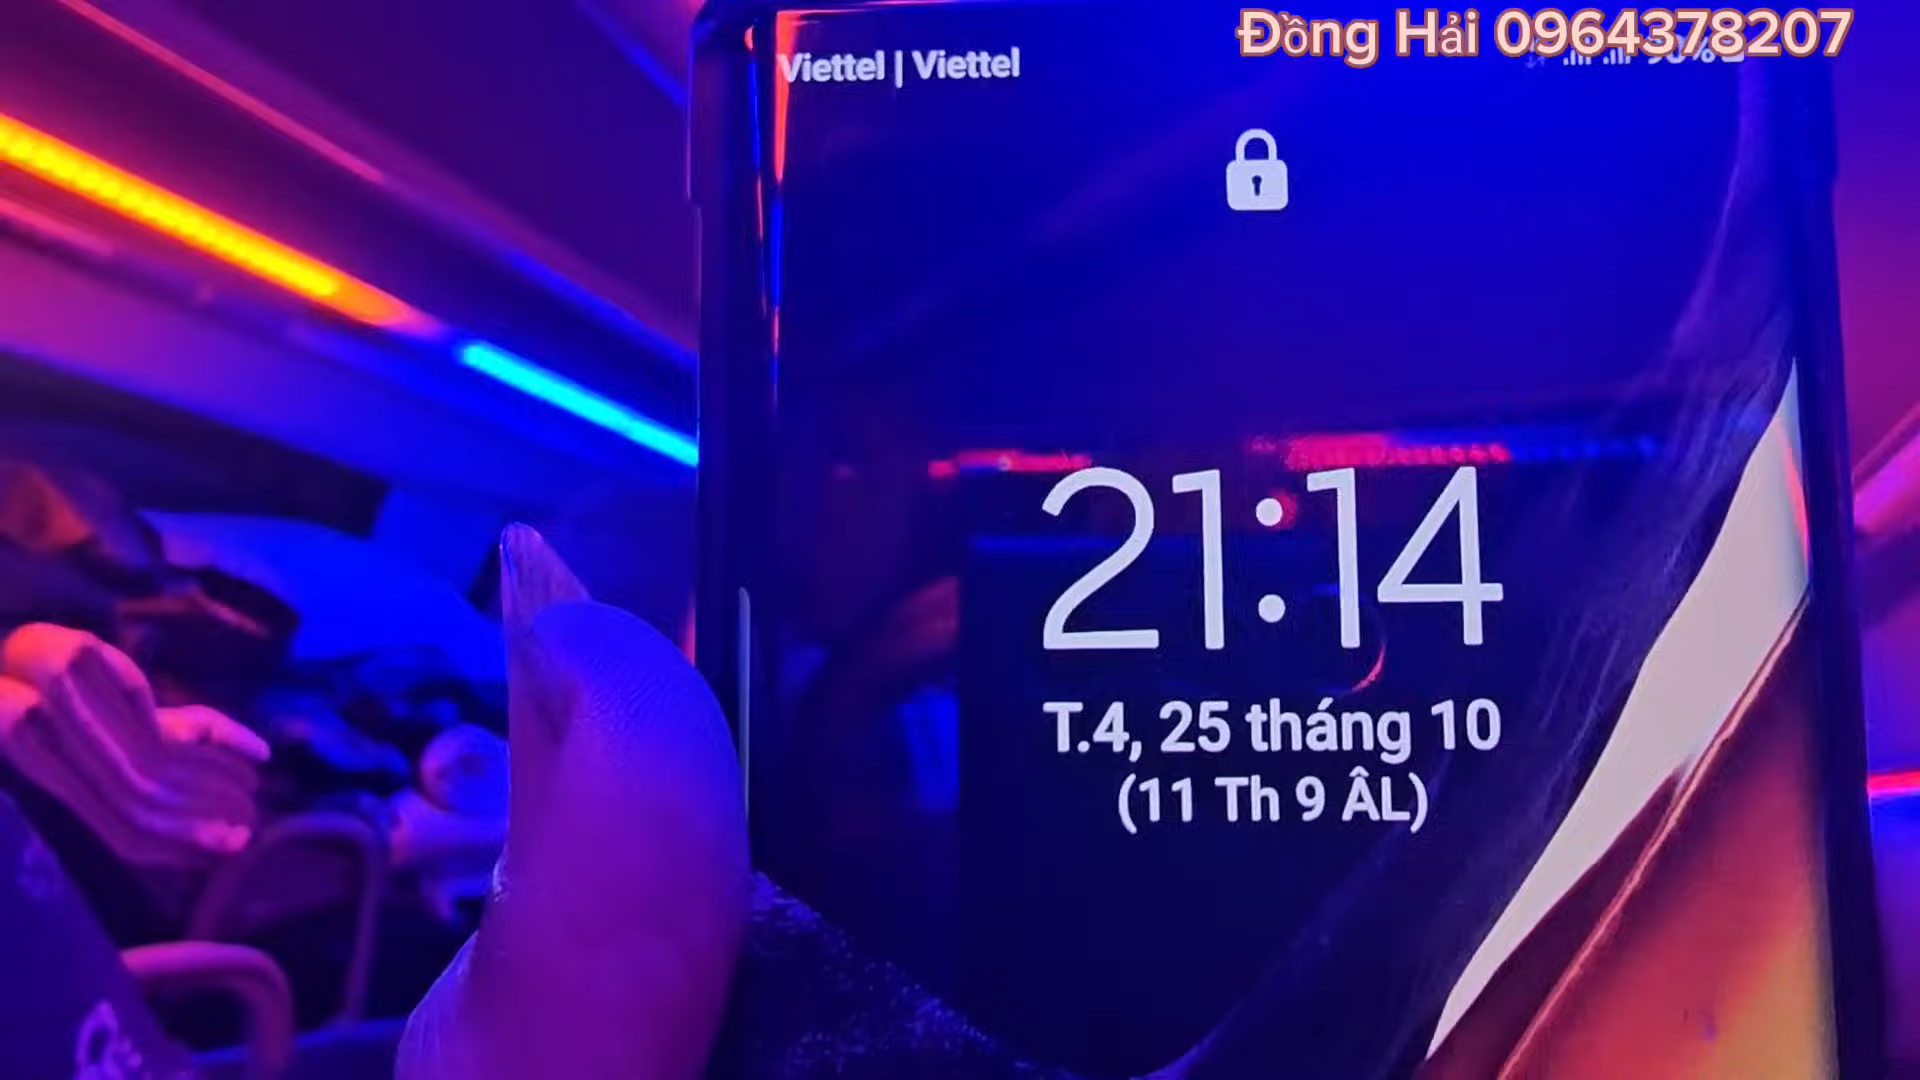 Đồng Hải 0964378207
Viettel | Viettel
21:14
T.4, 25 tháng 10
(11 Th 9 ÂL)